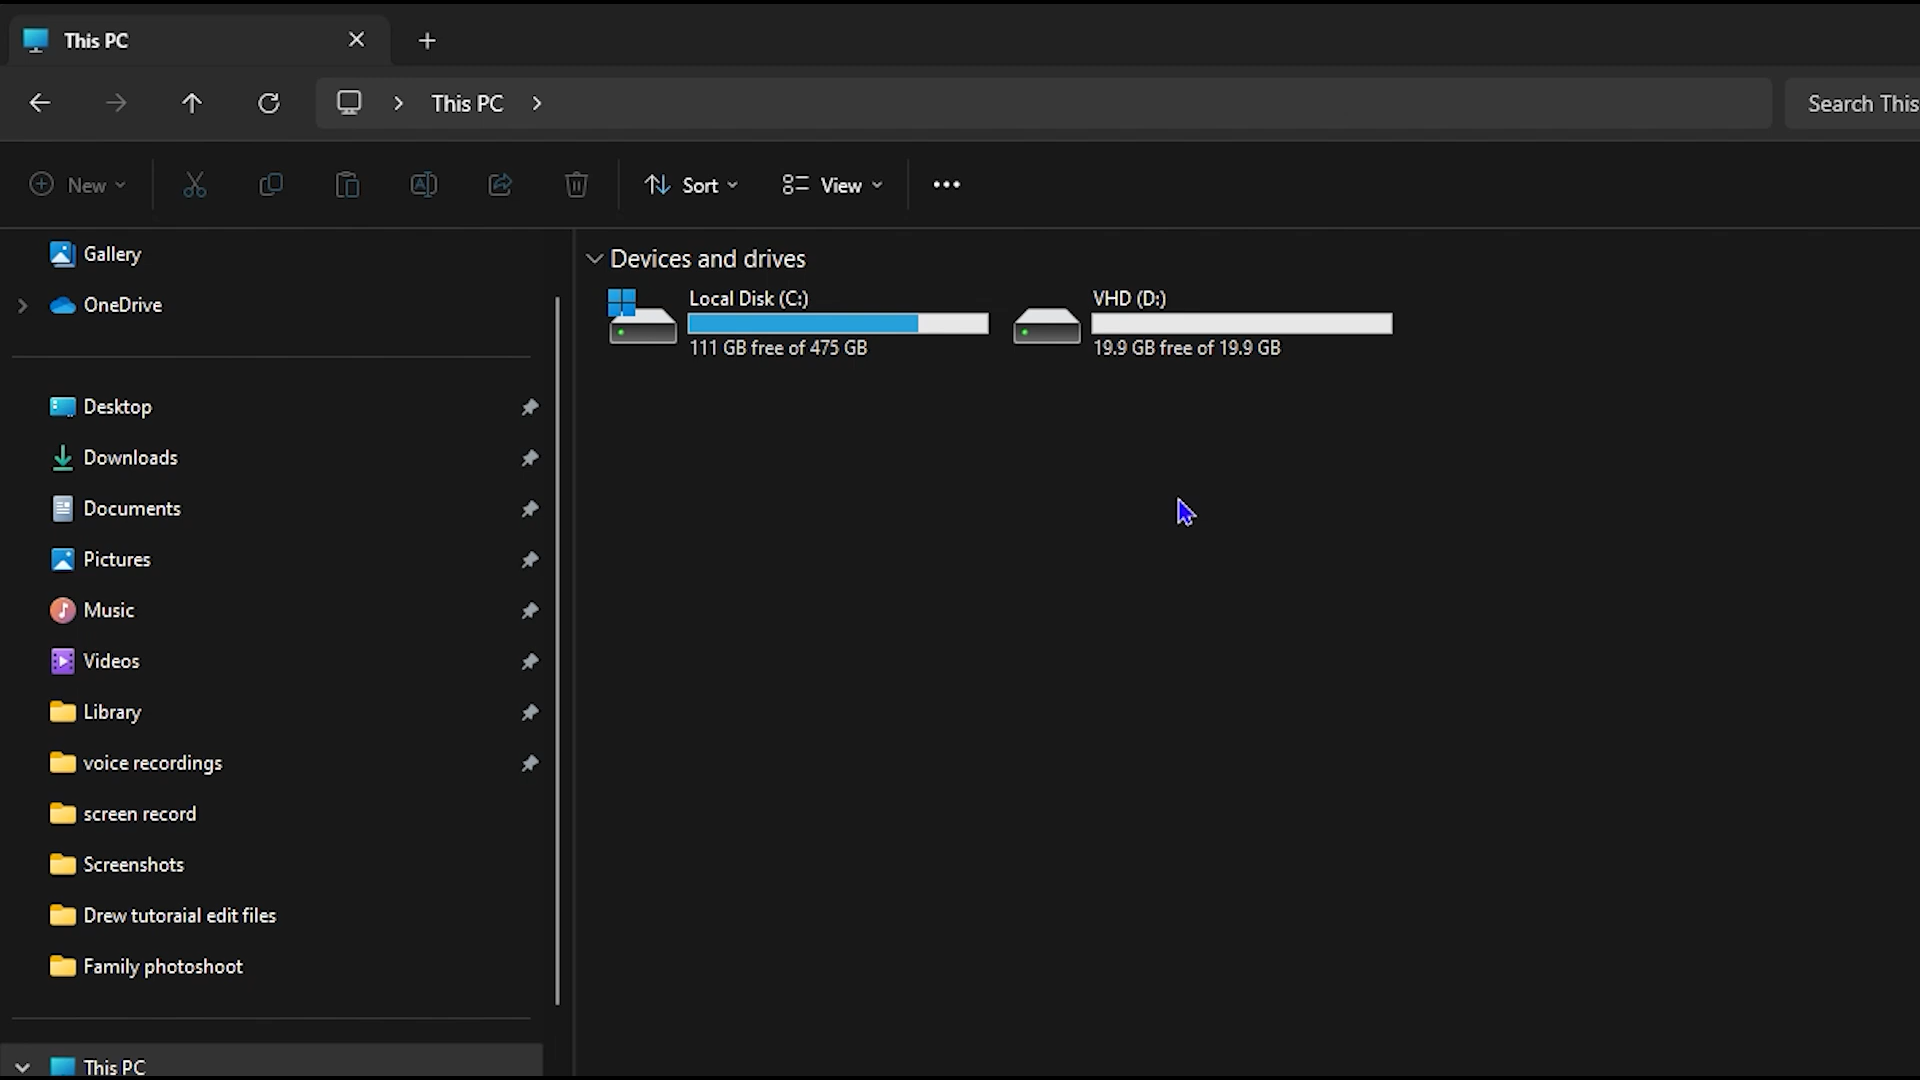 This PC
This PC
Search This
New
Sort
View
Gallery
OneDrive
Desktop
Downloads
Documents
Pictures
Music
Videos
Library
voice recordings
screen record
Screenshots
Drew tutoraial edit files
Family photoshoot
This PC
Devices and drives
Local Disk (C:)
111 GB free of 475 GB
VHD (D:)
19.9 GB free of 19.9 GB